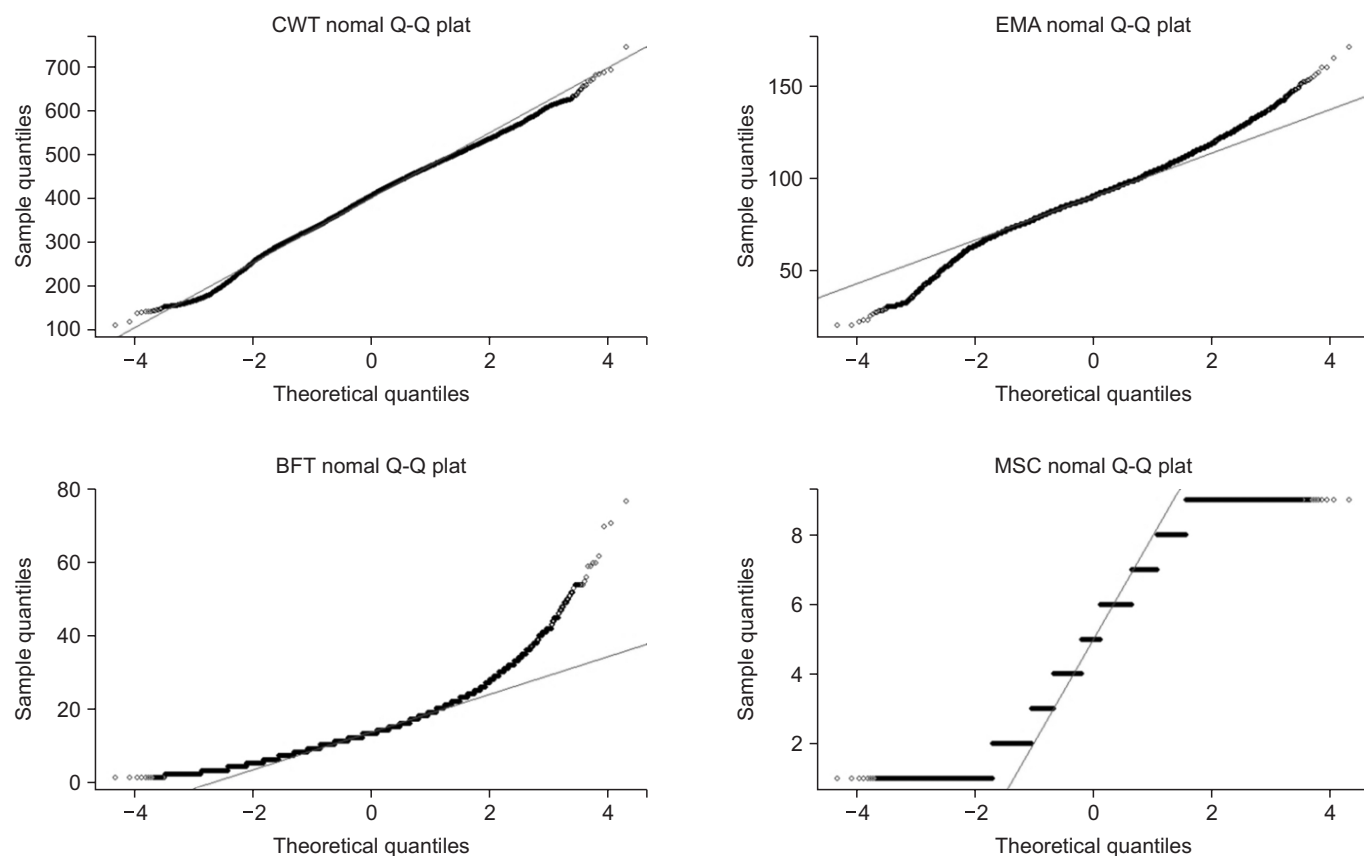 CWT nomal Q-Q plat
700
600
500
400
300
200
100
Sample quantiles
−4 −2 0 2 4
Theoretical quantiles
EMA nomal Q-Q plat
150
100
50
Sample quantiles
−4 −2 0 2 4
Theoretical quantiles
BFT nomal Q-Q plat
80
60
40
20
0
Sample quantiles
−4 −2 0 2 4
Theoretical quantiles
MSC nomal Q-Q plat
8
6
4
2
Sample quantiles
−4 −2 0 2 4
Theoretical quantiles